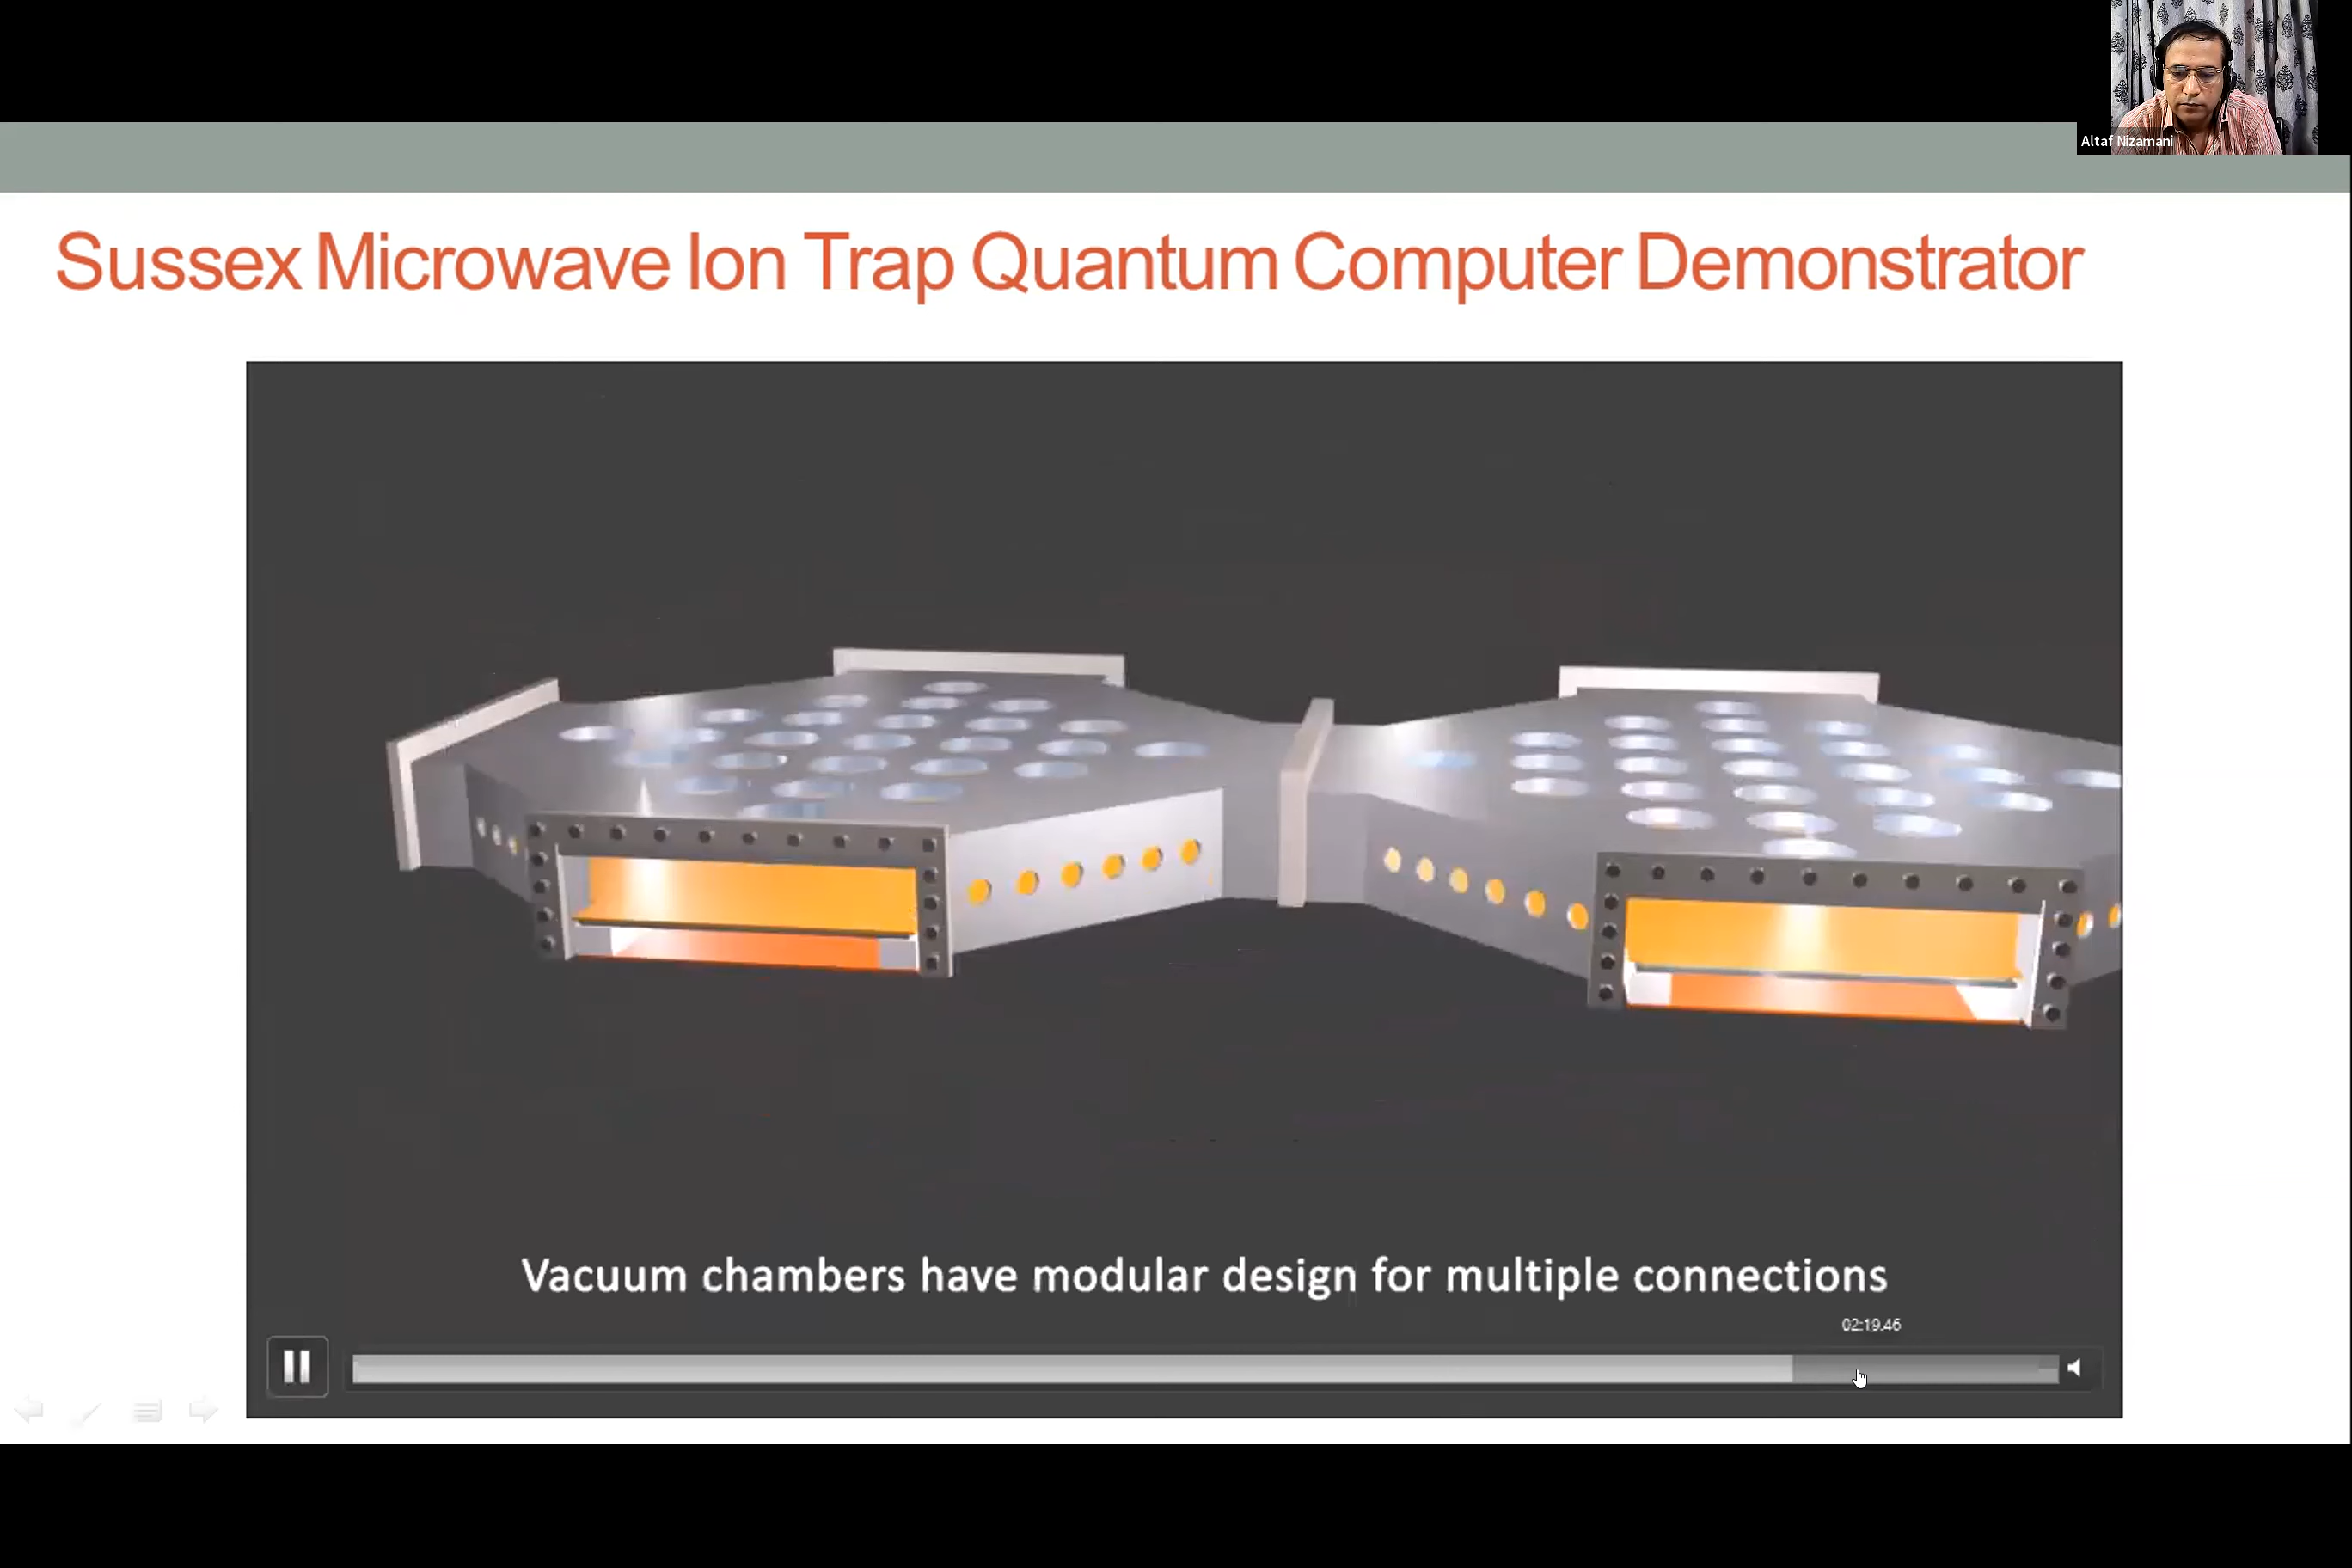 Altaf Nizamani
Sussex Microwave Ion Trap Quantum Computer Demonstrator
Vacuum chambers have modular design for multiple connections
02:19.46